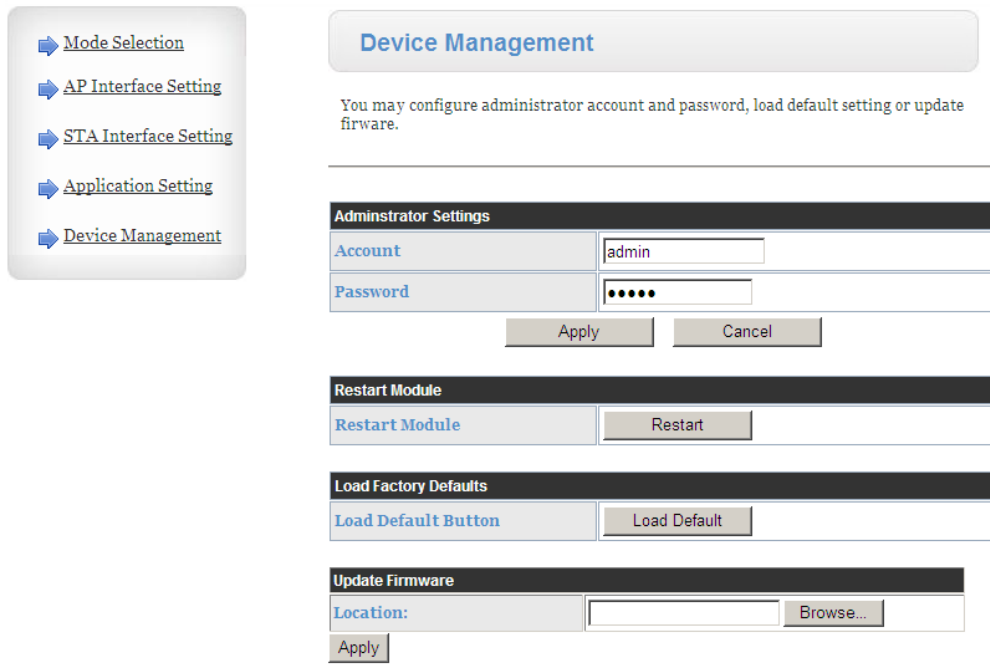 Mode Selection
AP Interface Setting
STA Interface Setting
Application Setting
Device Management
Device Management
You may configure administrator account and password, load default setting or update
firware.
Adminstrator Settings
Account
admin
Password
•••••
Apply
Cancel
Restart Module
Restart Module
Restart
Load Factory Defaults
Load Default Button
Load Default
Update Firmware
Location:
Browse...
Apply